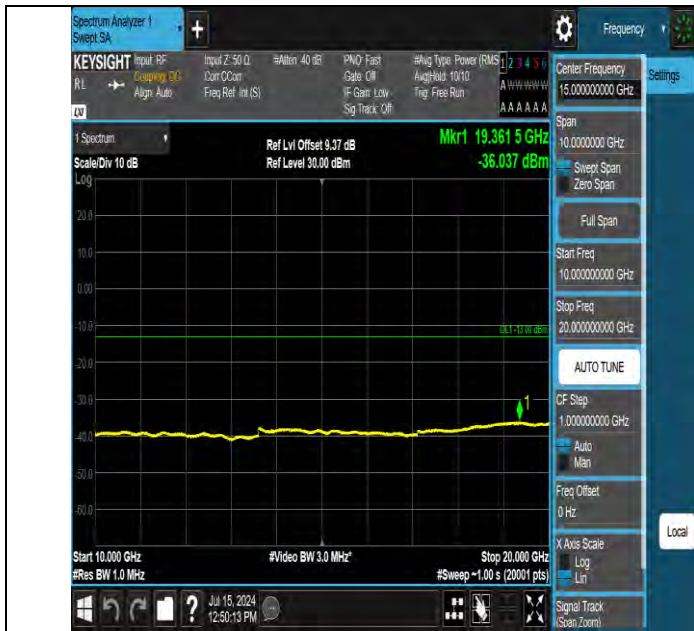 Spectrum Analyzer 1
Swept SA
+
Frequency
KEYSIGHT
RL
LXI
Input: RF
Coupling: DC
Align: Auto
Input Z: 50 Ω
Corr CCorr
Freq Ref: Int (S)
#Atten: 40 dB
PNO: Fast
Gate: Off
IF Gain: Low
Sig Track: Off
#Avg Type: Power (RMS
Avg|Hold: 10/10
Trig: Free Run
1 2 3 4 5 6
A W W W W W
A A A A A A
1 Spectrum
Scale/Div 10 dB
Log
Ref Lvl Offset 9.37 dB
Ref Level 30.00 dBm
Mkr1 19.361 5 GHz
-36.037 dBm
20.0
10.0
0.00
-10.0
-20.0
-30.0
-40.0
-50.0
-60.0
DL1 -13.00 dBm
1
Start 10.000 GHz
#Res BW 1.0 MHz
#Video BW 3.0 MHz*
Stop 20.000 GHz
#Sweep ~1.00 s (20001 pts)
Center Frequency
15.000000000 GHz
Span
10.0000000 GHz
Swept Span
Zero Span
Full Span
Start Freq
10.000000000 GHz
Stop Freq
20.000000000 GHz
AUTO TUNE
CF Step
1.000000000 GHz
Auto
Man
Freq Offset
0 Hz
X Axis Scale
Log
Lin
Signal Track
(Span Zoom)
Settings
Local
?
Jul 15, 2024
12:50:13 PM